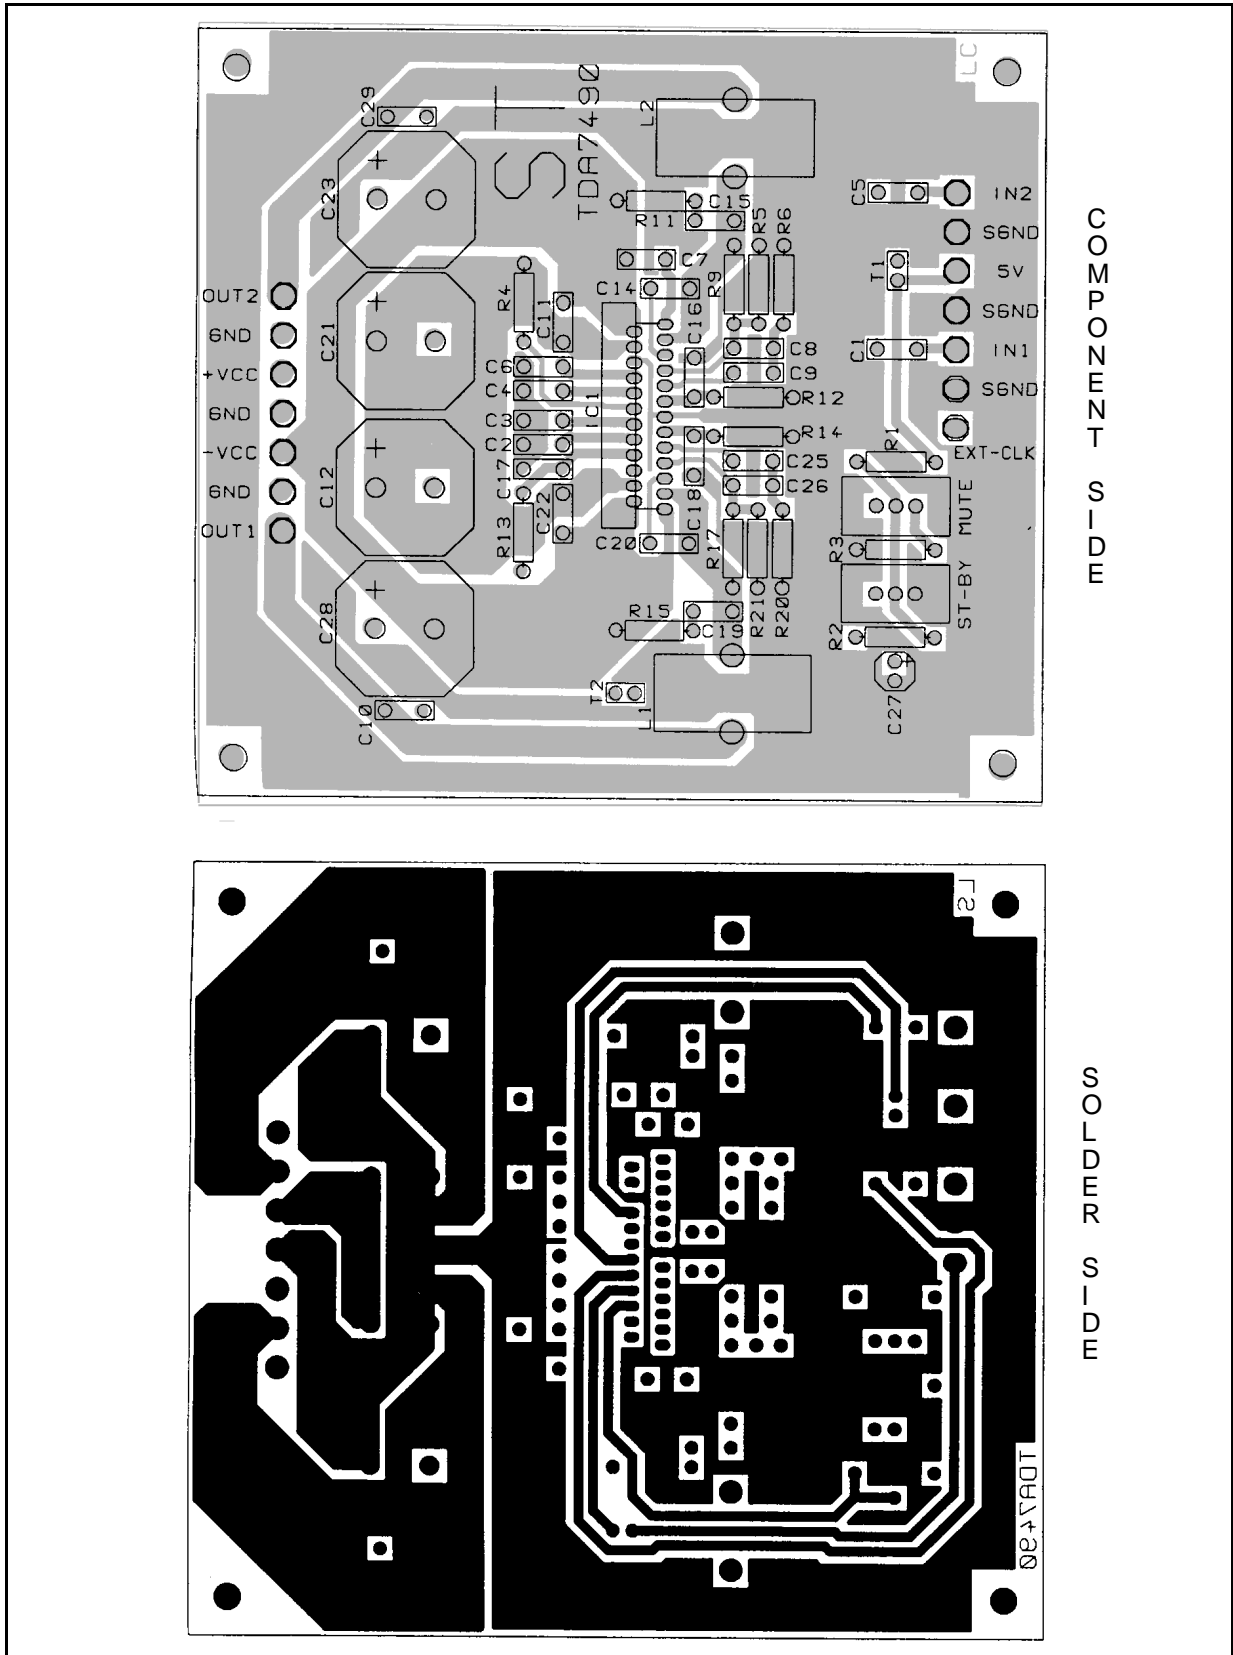 LC
C29
ST
TDA7490
L2
C23
C5
IN2
C15
R11
R5
R6
SGND
C7
T1
5V
OUT2
R4
C14
R9
C11
C21
C16
SGND
GND
C1
IN1
C8
C6
+VCC
C9
C4
SGND
R12
IC1
GND
C3
R14
EXT-CLK
R1
-VCC
C2
C25
C17
C26
C12
GND
C22
C18
MUTE
OUT1
R13
C20
R17
R3
ST-BY
R15
C28
C19
R21
R20
R2
T2
L1
C27
C10
COMPONENT SIDE
LS
TDA7490
SOLDER SIDE